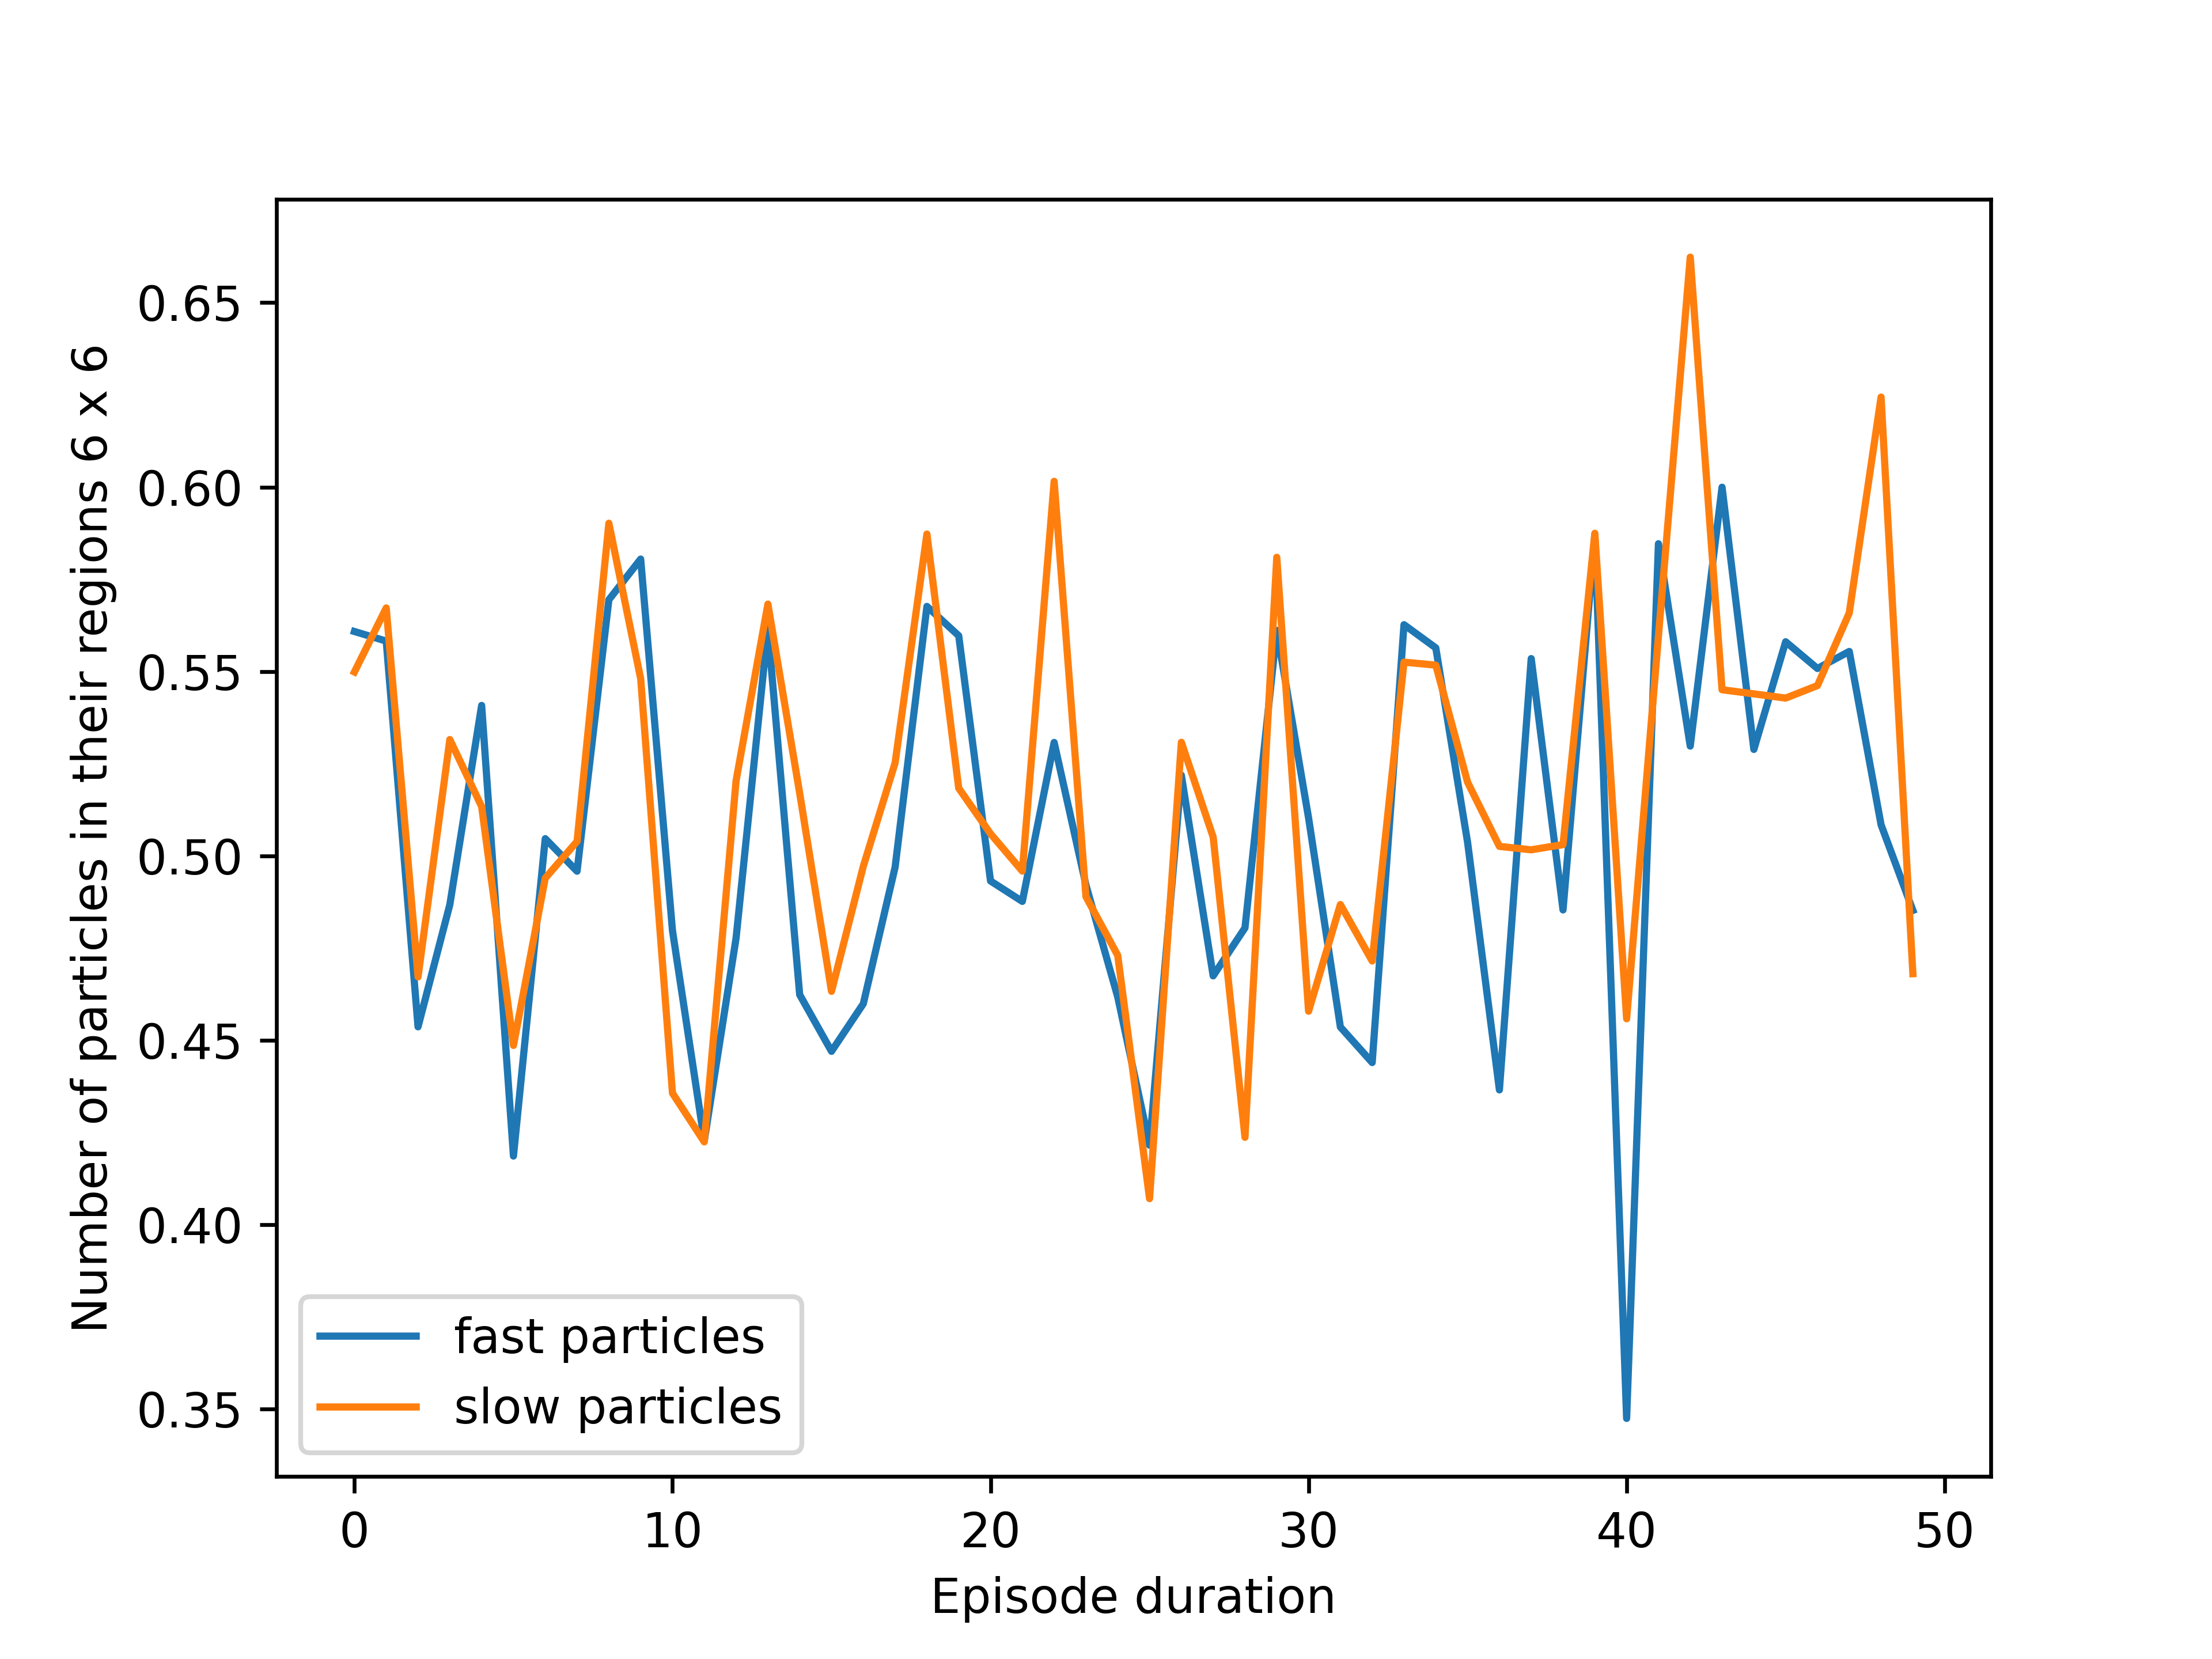 Number of particles in their regions 6 x 6
0.65
0.60
0.55
0.50
0.45
0.40
0.35
fast particles
slow particles
0 10 20 30 40 50
Episode duration